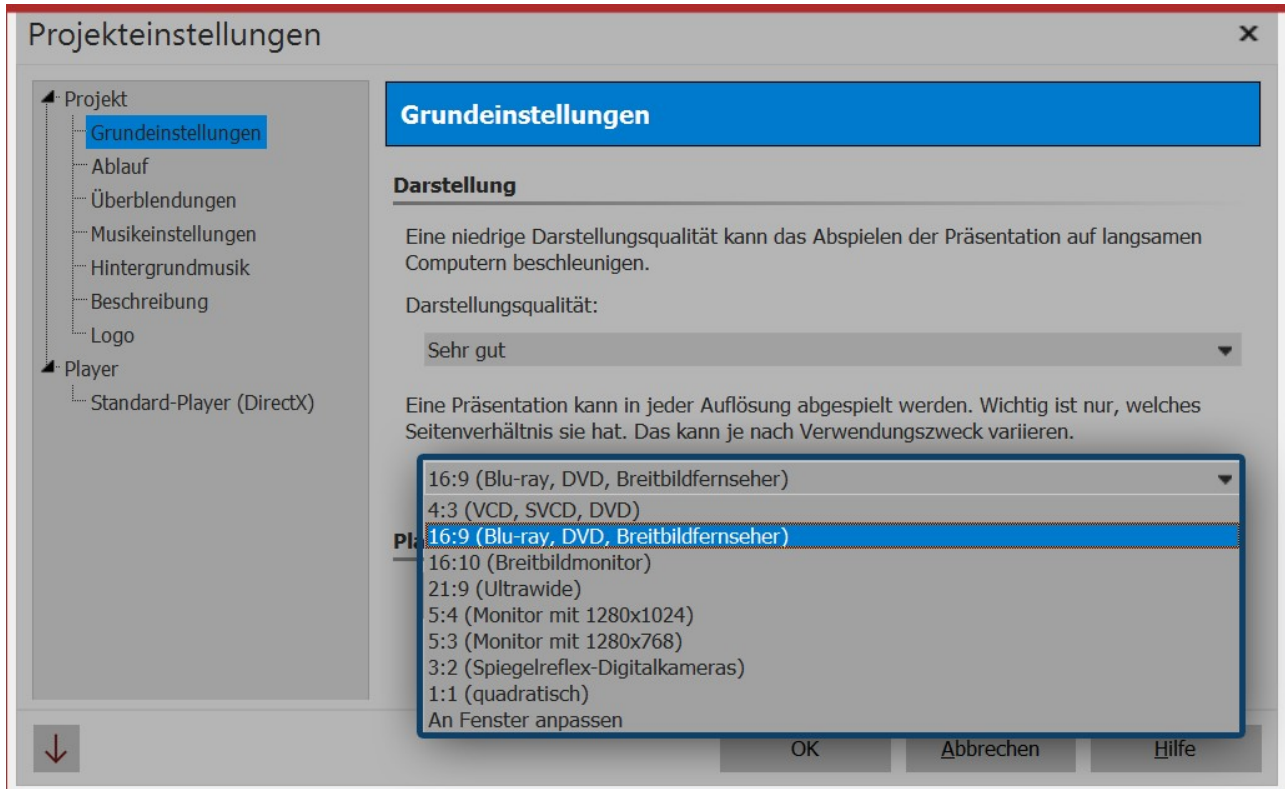 Projekteinstellungen
Projekt
Grundeinstellungen
Ablauf
Überblendungen
Musikeinstellungen
Hintergrundmusik
Beschreibung
Logo
Player
Standard-Player (DirectX)
Grundeinstellungen
Darstellung
Eine niedrige Darstellungsqualität kann das Abspielen der Präsentation auf langsamen
Computern beschleunigen.
Darstellungsqualität:
Sehr gut
Eine Präsentation kann in jeder Auflösung abgespielt werden. Wichtig ist nur, welches
Seitenverhältnis sie hat. Das kann je nach Verwendungszweck variieren.
16:9 (Blu-ray, DVD, Breitbildfernseher)
4:3 (VCD, SVCD, DVD)
16:9 (Blu-ray, DVD, Breitbildfernseher)
16:10 (Breitbildmonitor)
21:9 (Ultrawide)
5:4 (Monitor mit 1280x1024)
5:3 (Monitor mit 1280x768)
3:2 (Spiegelreflex-Digitalkameras)
1:1 (quadratisch)
An Fenster anpassen
OK
Abbrechen
Hilfe